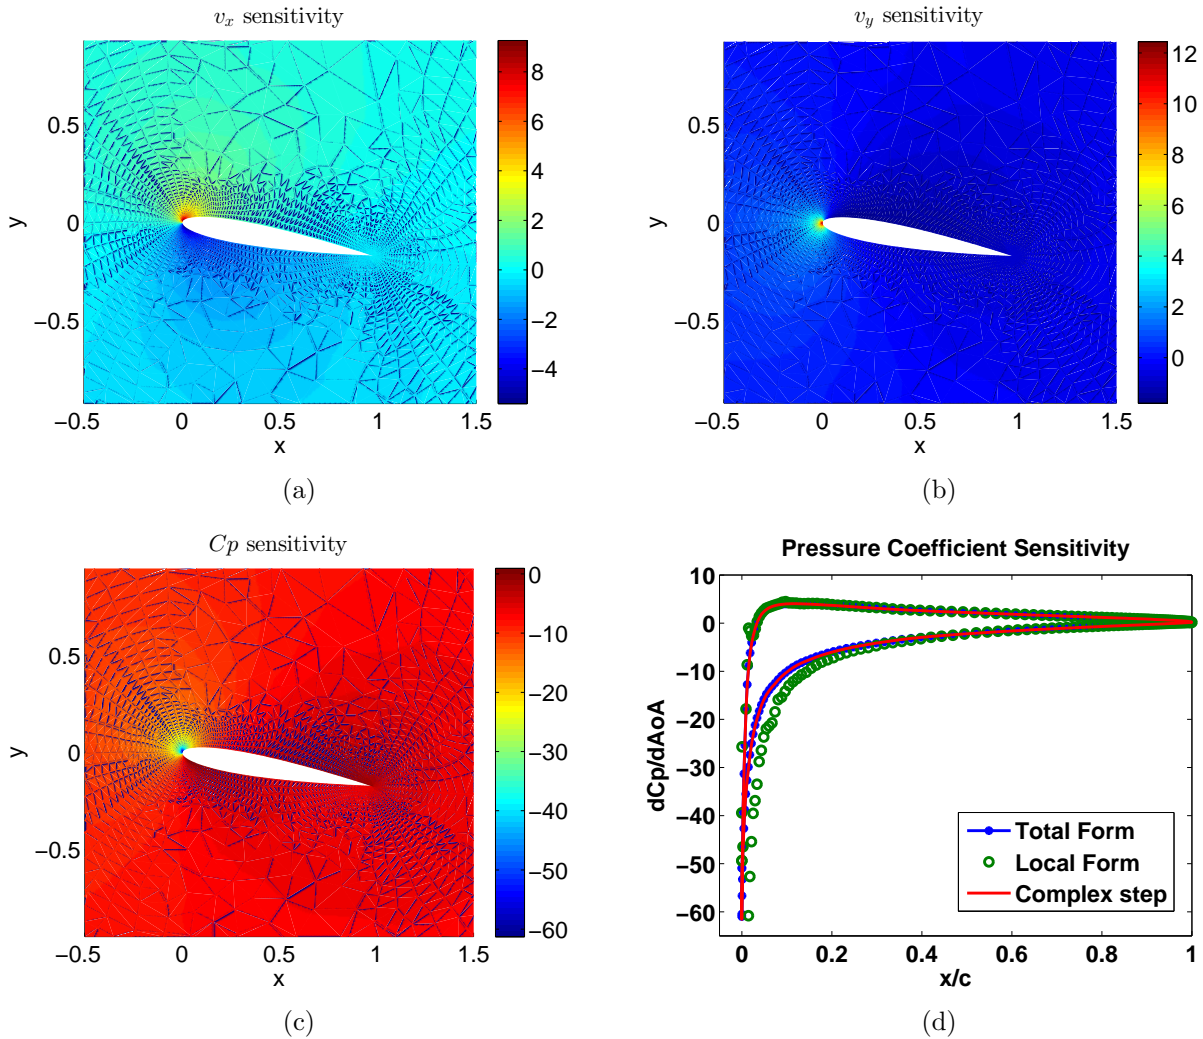 v_x sensitivity
8
6
4
2
0
−2
−4
0.5
0
−0.5
y
−0.5 0 0.5 1 1.5
x
(a)
v_y sensitivity
12
10
8
6
4
2
0
0.5
0
−0.5
y
−0.5 0 0.5 1 1.5
x
(b)
Cp sensitivity
0
−10
−20
−30
−40
−50
−60
0.5
0
−0.5
y
−0.5 0 0.5 1 1.5
x
(c)
Pressure Coefficient Sensitivity
10
0
−10
−20
−30
−40
−50
−60
dCp/dAoA
Total Form
Local Form
Complex step
0 0.2 0.4 0.6 0.8 1
x/c
(d)